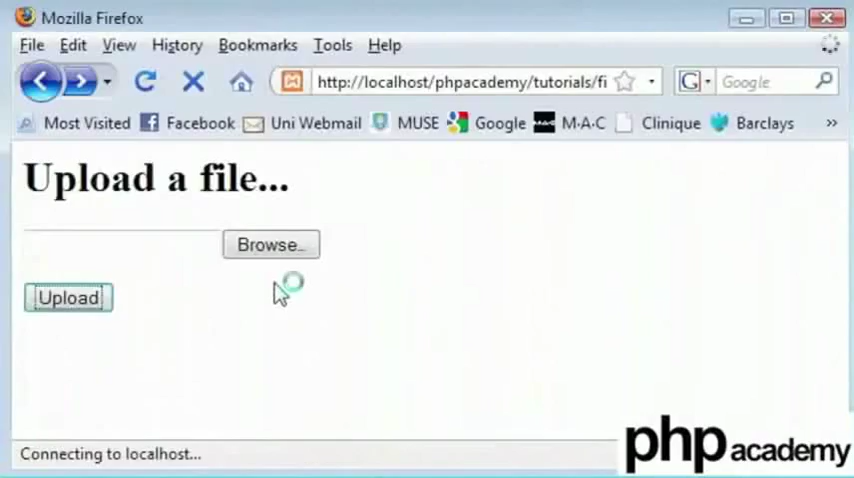 Mozilla Firefox
File Edit View History Bookmarks Tools Help
http://localhost/phpacademy/tutorials/fi G Google
Most Visited Facebook Uni Webmail MUSE Google M·A·C Clinique Barclays »
Upload a file...
Browse...
Upload
Connecting to localhost...
php academy